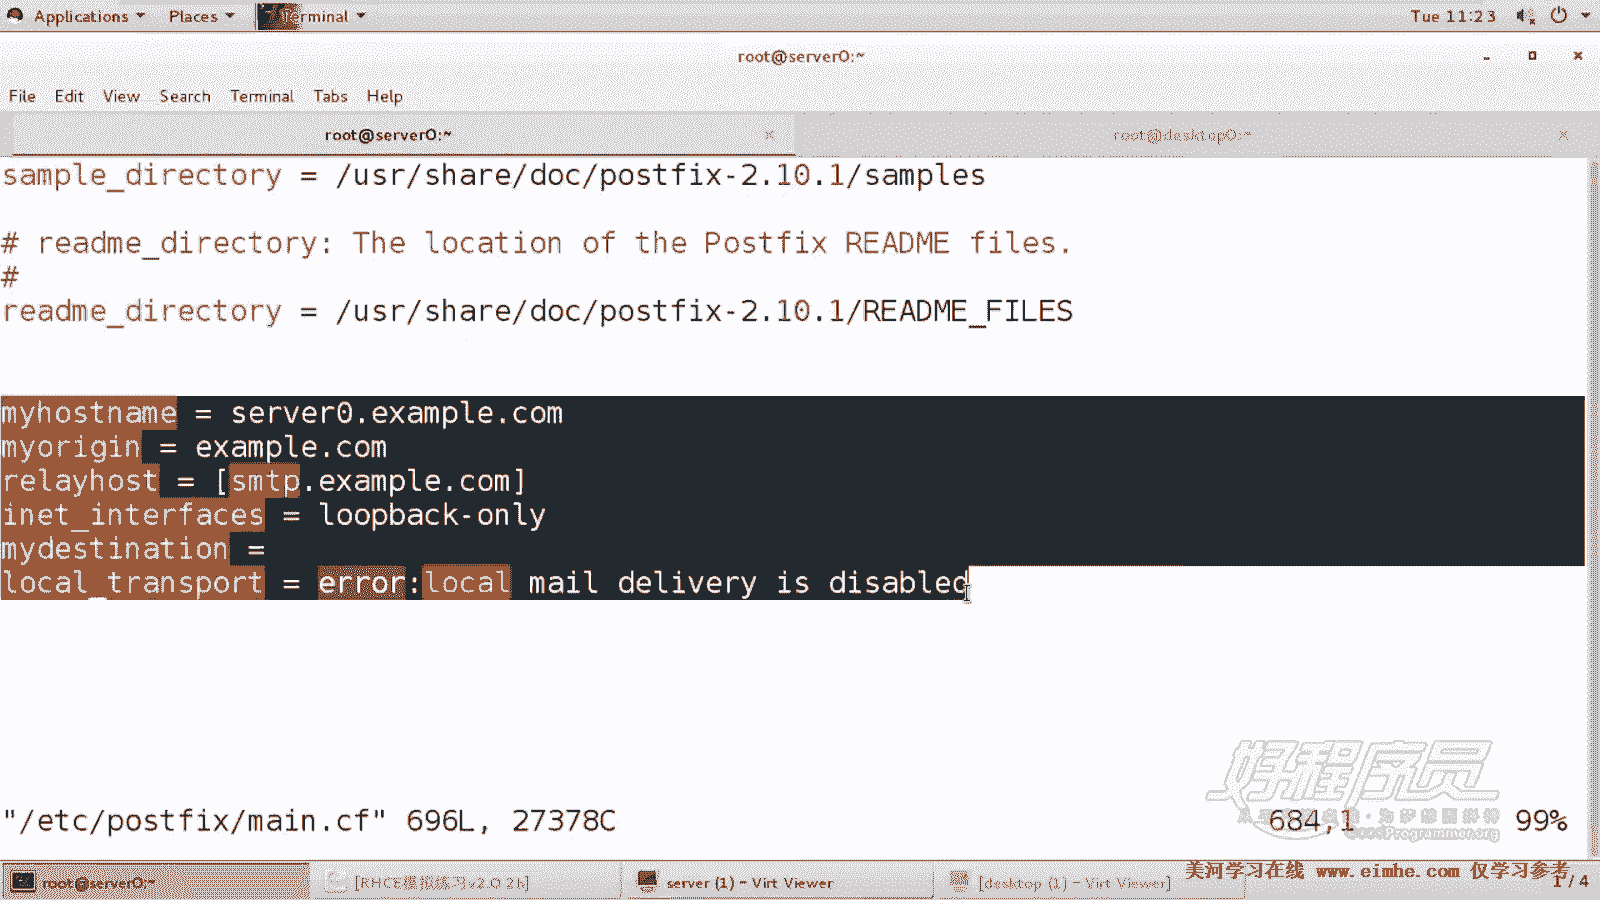 Applications Places Terminal Tue 11:23
root@server0:~
File Edit View Search Terminal Tabs Help
root@server0:~ root@desktop0:~
sample_directory = /usr/share/doc/postfix-2.10.1/samples
# readme_directory: The location of the Postfix README files.
#
readme_directory = /usr/share/doc/postfix-2.10.1/README_FILES
myhostname = server0.example.com
myorigin = example.com
relayhost = [smtp.example.com]
inet_interfaces = loopback-only
mydestination =
local_transport = error:local mail delivery is disabled
好程序员
"/etc/postfix/main.cf" 696L, 27378C 684,1 99%
美河学习在线 www.eimhe.com 仅学习参考
root@server0:~ [RHCE模拟练习v2.0 2h] server (1) - Virt Viewer [desktop (1) - Virt Viewer] 1 / 4